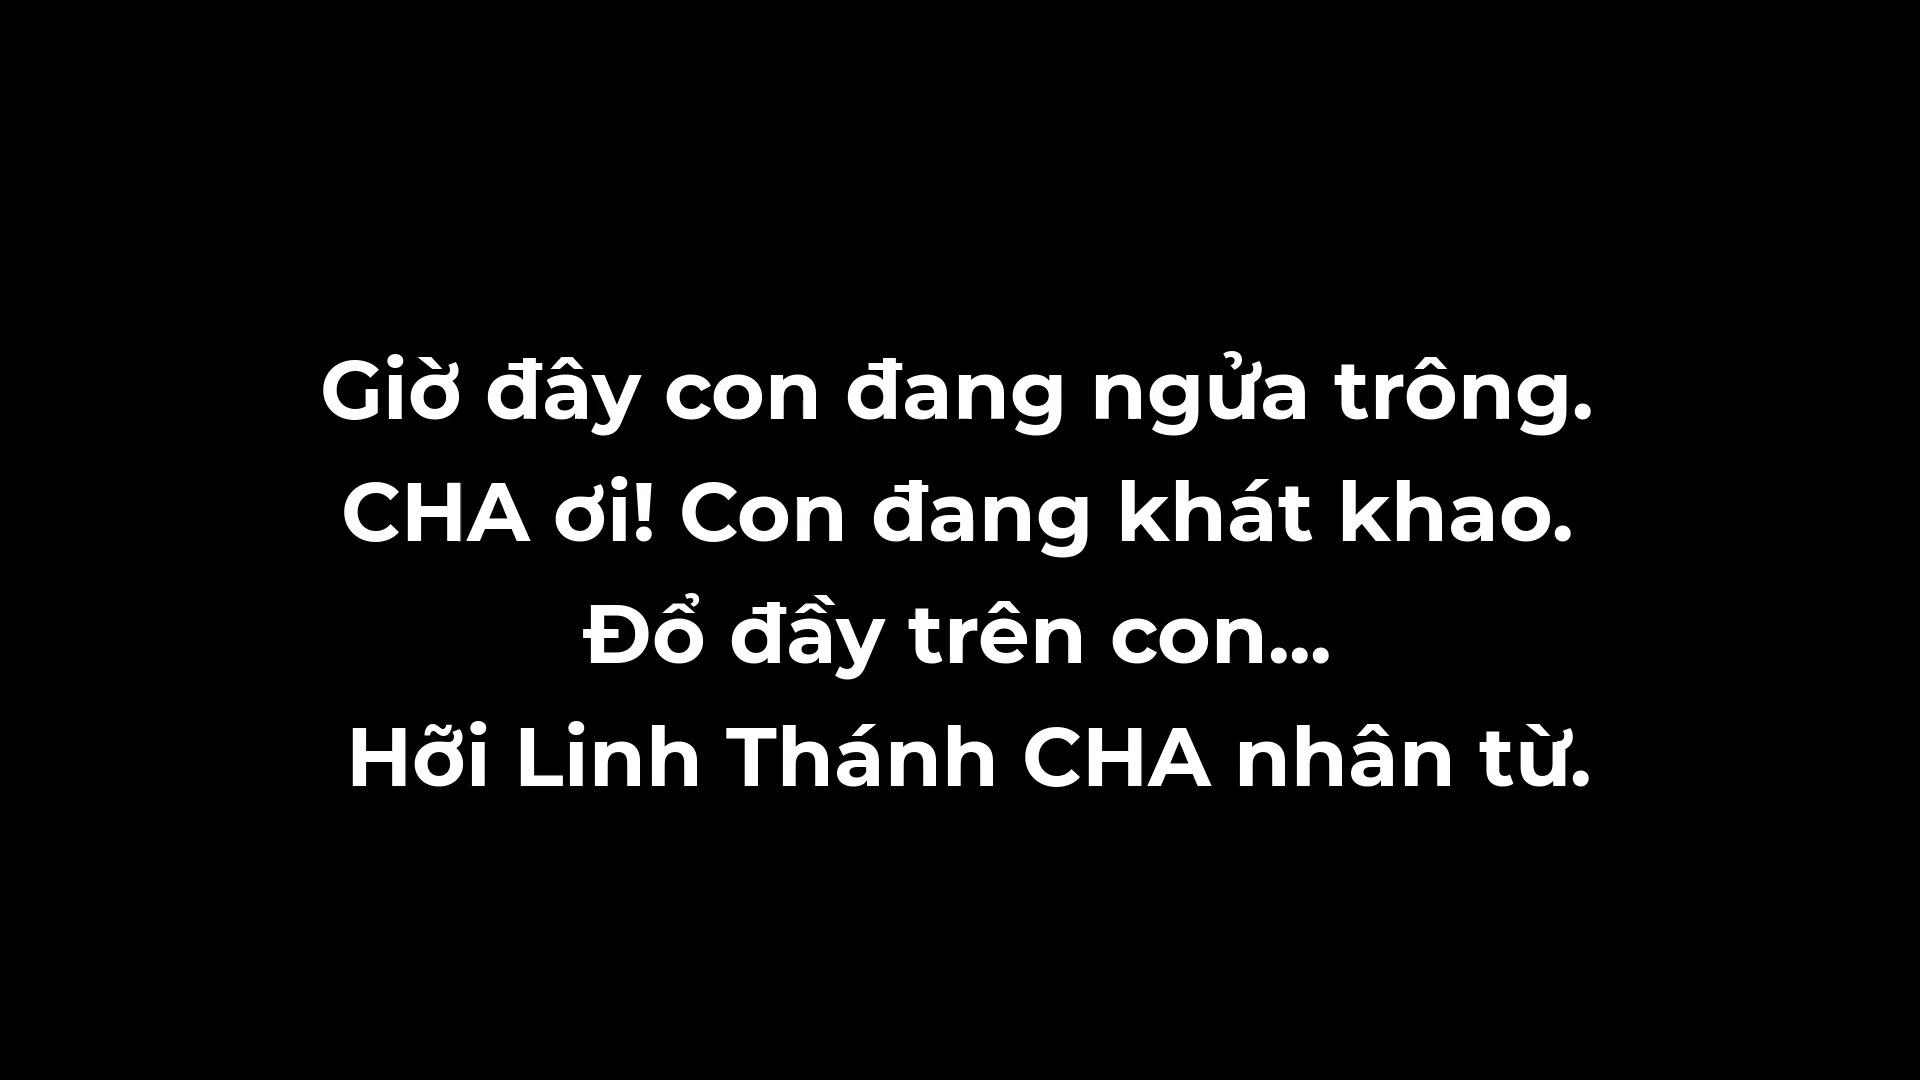 Giờ đây con đang ngửa trông.
CHA ơi! Con đang khát khao.
Đổ đầy trên con...
Hỡi Linh Thánh CHA nhân từ.